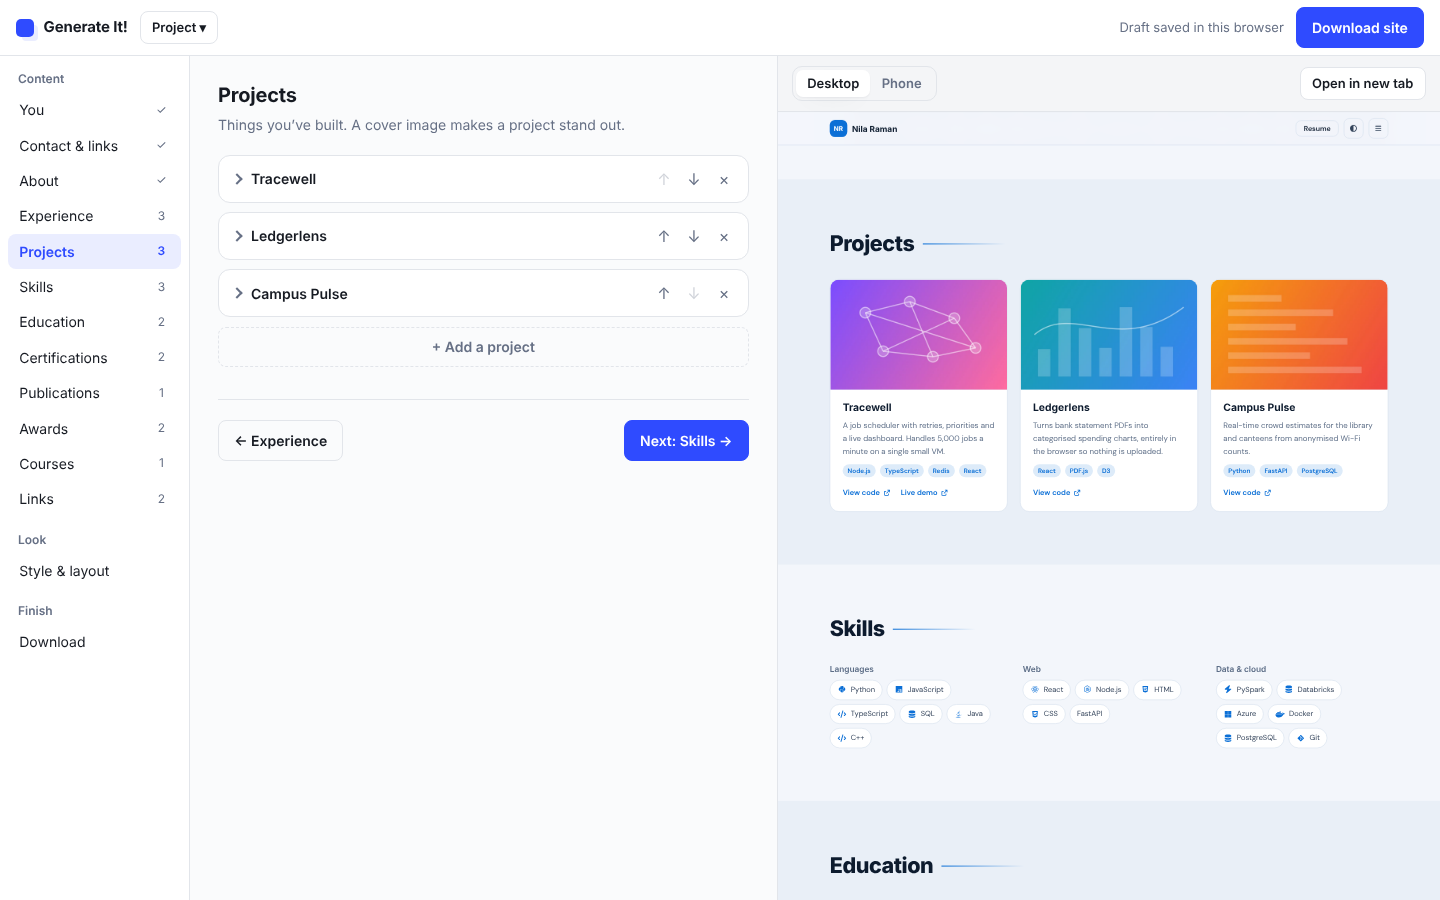 Generate It!
Project ▾
Draft saved in this browser
Download site
Content
You ✓
Contact & links ✓
About ✓
Experience 3
Projects 3
Skills 3
Education 2
Certifications 2
Publications 1
Awards 2
Courses 1
Links 2
Look
Style & layout
Finish
Download
Projects
Things you’ve built. A cover image makes a project stand out.
Tracewell ↑ ↓ ×
Ledgerlens ↑ ↓ ×
Campus Pulse ↑ ↓ ×
+ Add a project
← Experience
Next: Skills →
Desktop Phone
Open in new tab
NR Nila Raman
Resume
Projects
Tracewell
A job scheduler with retries, priorities and
a live dashboard. Handles 5,000 jobs a
minute on a single small VM.
Node.js TypeScript Redis React
View code Live demo
Ledgerlens
Turns bank statement PDFs into
categorised spending charts, entirely in
the browser so nothing is uploaded.
React PDF.js D3
View code
Campus Pulse
Real-time crowd estimates for the library
and canteens from anonymised Wi-Fi
counts.
Python FastAPI PostgreSQL
View code
Skills
Languages
Python JavaScript
TypeScript SQL Java
C++
Web
React Node.js HTML
CSS FastAPI
Data & cloud
PySpark Databricks
Azure Docker
PostgreSQL Git
Education